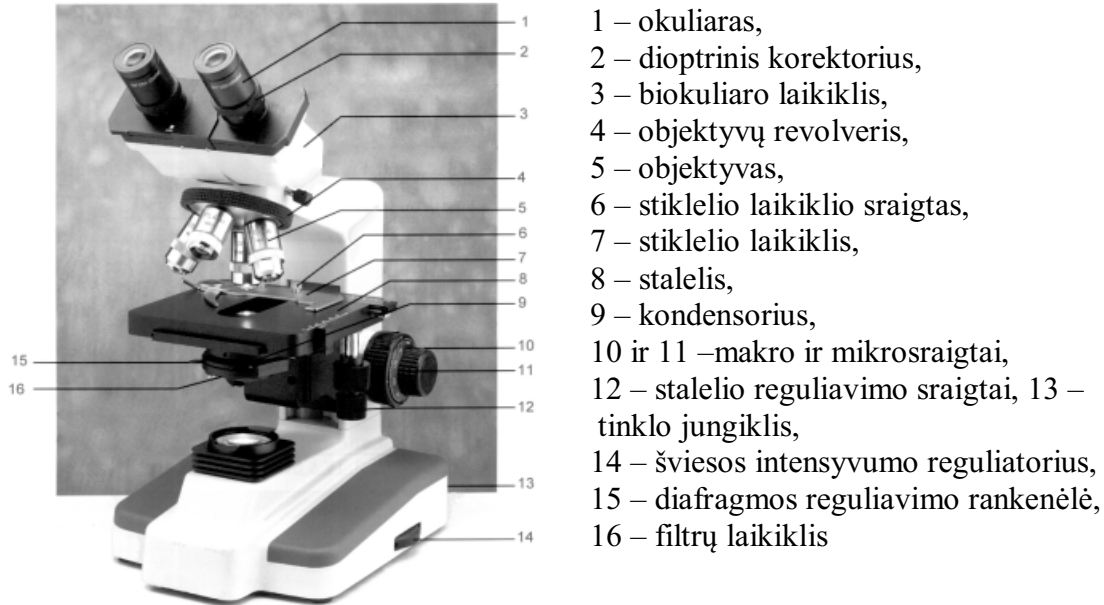 1 – okuliaras,
2 – dioptrinis korektorius,
3 – biokuliaro laikiklis,
4 – objektyvų revolveris,
5 – objektyvas,
6 – stiklelio laikiklio sraigtas,
7 – stiklelio laikiklis,
8 – stalelis,
9 – kondensorius,
10 ir 11 –makro ir mikrosraigtai,
12 – stalelio reguliavimo sraigtai, 13 –
tinklo jungiklis,
14 – šviesos intensyvumo reguliatorius,
15 – diafragmos reguliavimo rankenėlė,
16 – filtrų laikiklis
1
2
3
4
5
6
7
8
9
10
11
12
13
14
15
16